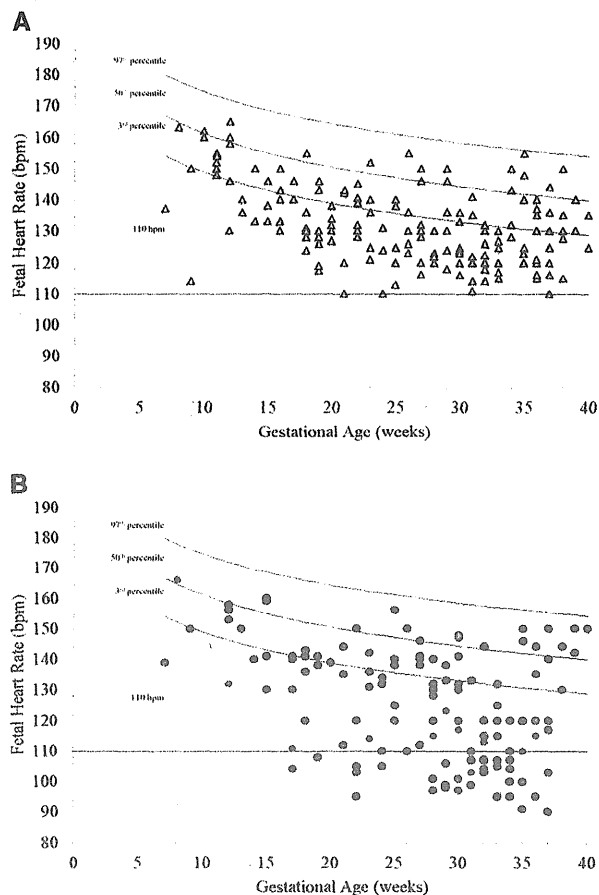 A
190
180
97th percentile
170
50th percentile
160
3rd percentile
150
140
130
110 bpm
120
110
100
90
80
0 5 10 15 20 25 30 35 40
Fetal Heart Rate (bpm)
Gestational Age (weeks)
B
190
97th percentile
180
50th percentile
170
3rd percentile
160
150
140
130
110 bpm
120
110
100
90
80
0 10 15 20 25 30 35 40
Fetal Heart Rate (bpm)
Gestational Age (weeks)